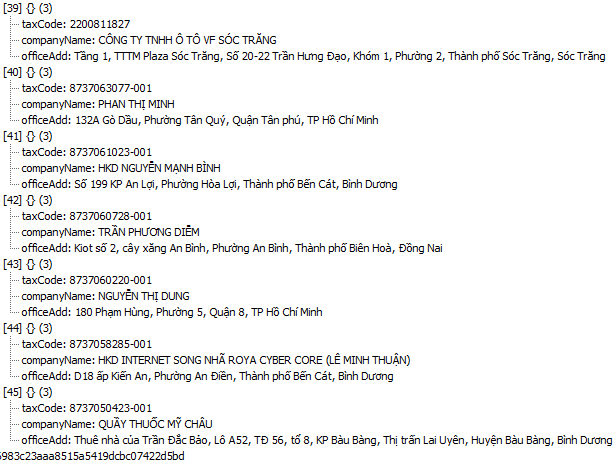 [39] {} (3)
taxCode: 2200811827
companyName: CÔNG TY TNHH Ô TÔ VF SÓC TRĂNG
officeAdd: Tầng 1, TTTM Plaza Sóc Trăng, Số 20-22 Trần Hưng Đạo, Khóm 1, Phường 2, Thành phố Sóc Trăng, Sóc Trăng
[40] {} (3)
taxCode: 8737063077-001
companyName: PHAN THỊ MINH
officeAdd: 132A Gò Dầu, Phường Tân Quý, Quận Tân phú, TP Hồ Chí Minh
[41] {} (3)
taxCode: 8737061023-001
companyName: HKD NGUYỄN MẠNH BÌNH
officeAdd: Số 199 KP An Lợi, Phường Hòa Lợi, Thành phố Bến Cát, Bình Dương
[42] {} (3)
taxCode: 8737060728-001
companyName: TRẦN PHƯƠNG DIỄM
officeAdd: Kiot số 2, cây xăng An Bình, Phường An Bình, Thành phố Biên Hoà, Đồng Nai
[43] {} (3)
taxCode: 8737060220-001
companyName: NGUYỄN THỊ DUNG
officeAdd: 180 Phạm Hùng, Phường 5, Quận 8, TP Hồ Chí Minh
[44] {} (3)
taxCode: 8737058285-001
companyName: HKD INTERNET SONG NHÃ ROYA CYBER CORE (LÊ MINH THUẬN)
officeAdd: D18 ấp Kiến An, Phường An Điền, Thành phố Bến Cát, Bình Dương
[45] {} (3)
taxCode: 8737050423-001
companyName: QUẦY THUỐC MỸ CHÂU
officeAdd: Thuê nhà của Trần Đắc Bảo, Lô A52, TĐ 56, tổ 8, KP Bàu Bàng, Thị trấn Lai Uyên, Huyện Bàu Bàng, Bình Dương
6983c23aaa8515a5419dcbc07422d5bd